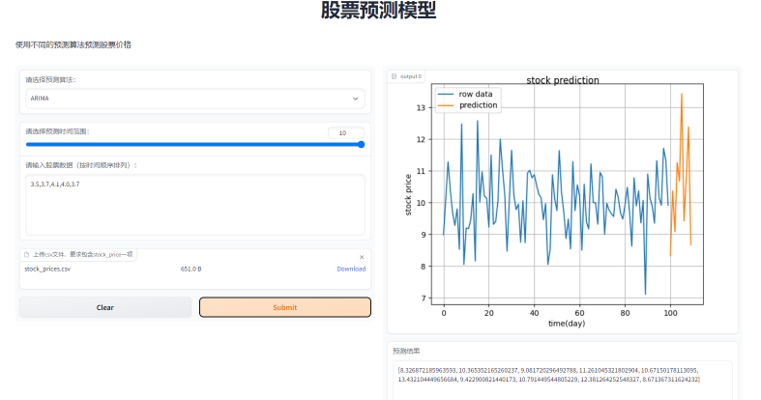 股票预测模型
使用不同的预测算法预测股票价格
请选择预测算法：
ARIMA
请选择预测时间范围：
10
请输入股票数据（按时间顺序排列）：
3.5,3.7,4.1,4.0,3.7
上传csv文件，要求包含stock_price一项
stock_prices.csv
651.0 B
Download
Clear
Submit
output 0
stock prediction
row data
prediction
stock price
13
12
11
10
9
8
7
0
20
40
60
80
100
time(day)
预测结果
[8.326872185963593, 10.365352165260237, 9.081720296492788, 11.261045321802904, 10.67150178113095,
13.432104449656684, 9.422900821440173, 10.791449544805229, 12.381264252548327, 8.671367311624232]